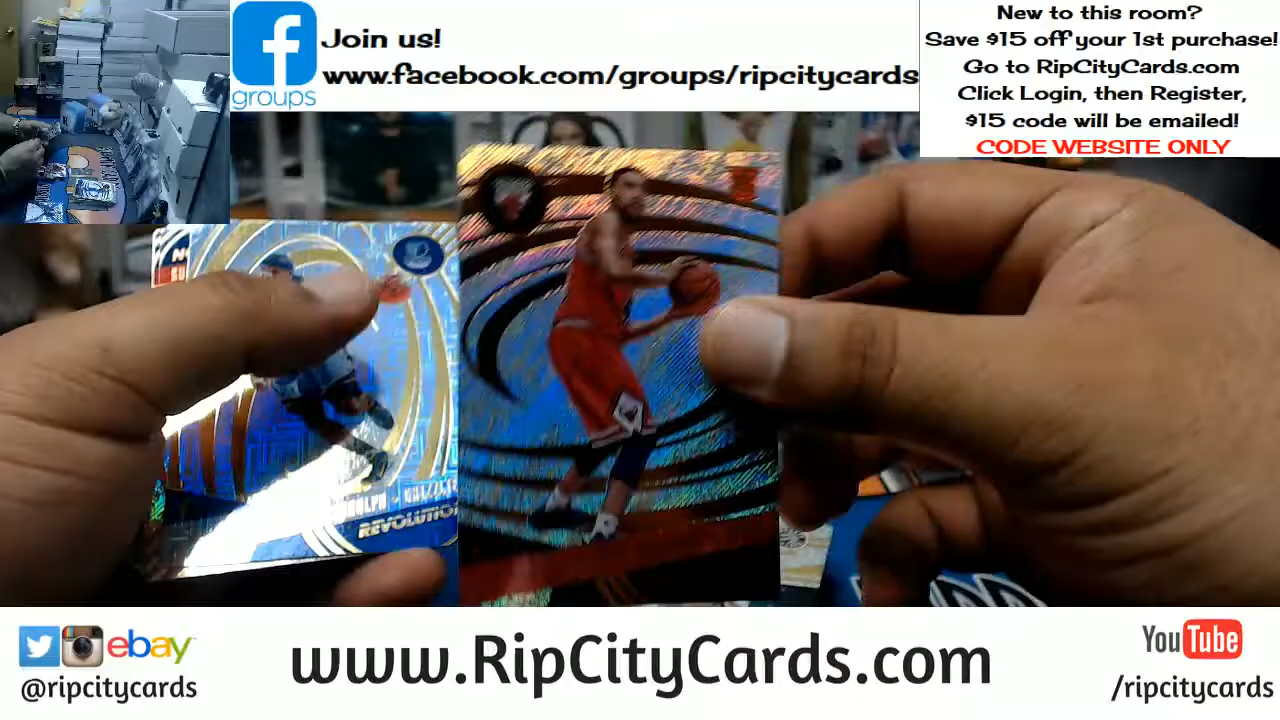 groups
Join us!
www.facebook.com/groups/ripcitycards
New to this room?
Save $15 off your 1st purchase!
Go to RipCityCards.com
Click Login, then Register,
$15 code will be emailed!
CODE WEBSITE ONLY
REVOLUTION
ebay
@ripcitycards
www.RipCityCards.com
YouTube
/ripcitycards